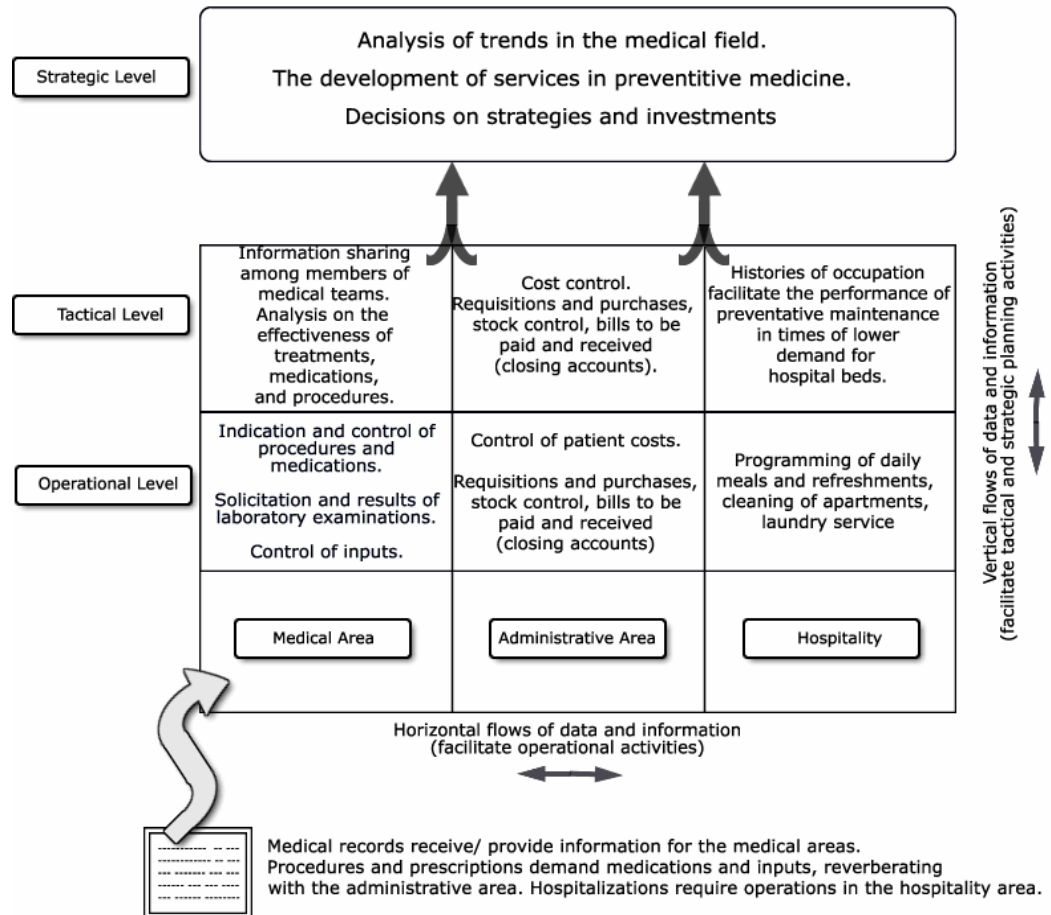 Strategic Level
Analysis of trends in the medical field.
The development of services in preventitive medicine.
Decisions on strategies and investments
Tactical Level
Information sharing
among members of
medical teams.
Analysis on the
effectiveness of
treatments,
medications,
and procedures.
Cost control.
Requisitions and purchases,
stock control, bills to be
paid and received
(closing accounts).
Histories of occupation
facilitate the performance of
preventative maintenance
in times of lower
demand for
hospital beds.
Operational Level
Indication and control of
procedures and
medications.
Solicitation and results of
laboratory examinations.
Control of inputs.
Control of patient costs.
Requisitions and purchases,
stock control, bills to be
paid and received
(closing accounts)
Programming of daily
meals and refreshments,
cleaning of apartments,
laundry service
Medical Area
Administrative Area
Hospitality
Vertical flows of data and information
(facilitate tactical and strategic planning activities)
Horizontal flows of data and information
(facilitate operational activities)
Medical records receive/ provide information for the medical areas.
Procedures and prescriptions demand medications and inputs, reverberating
with the administrative area. Hospitalizations require operations in the hospitality area.